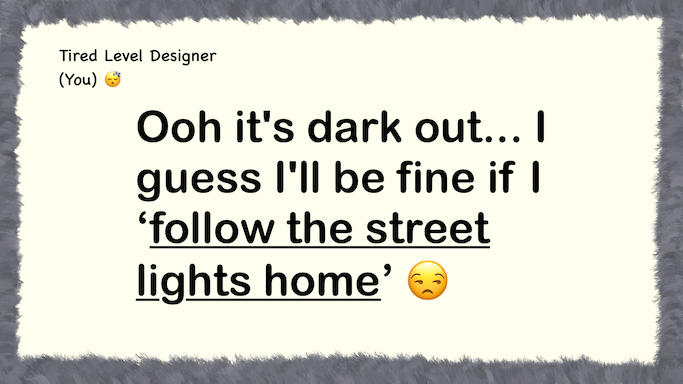 Tired Level Designer
(You) 😴
Ooh it's dark out... I
guess I'll be fine if I
‘follow the street
lights home’ 😒